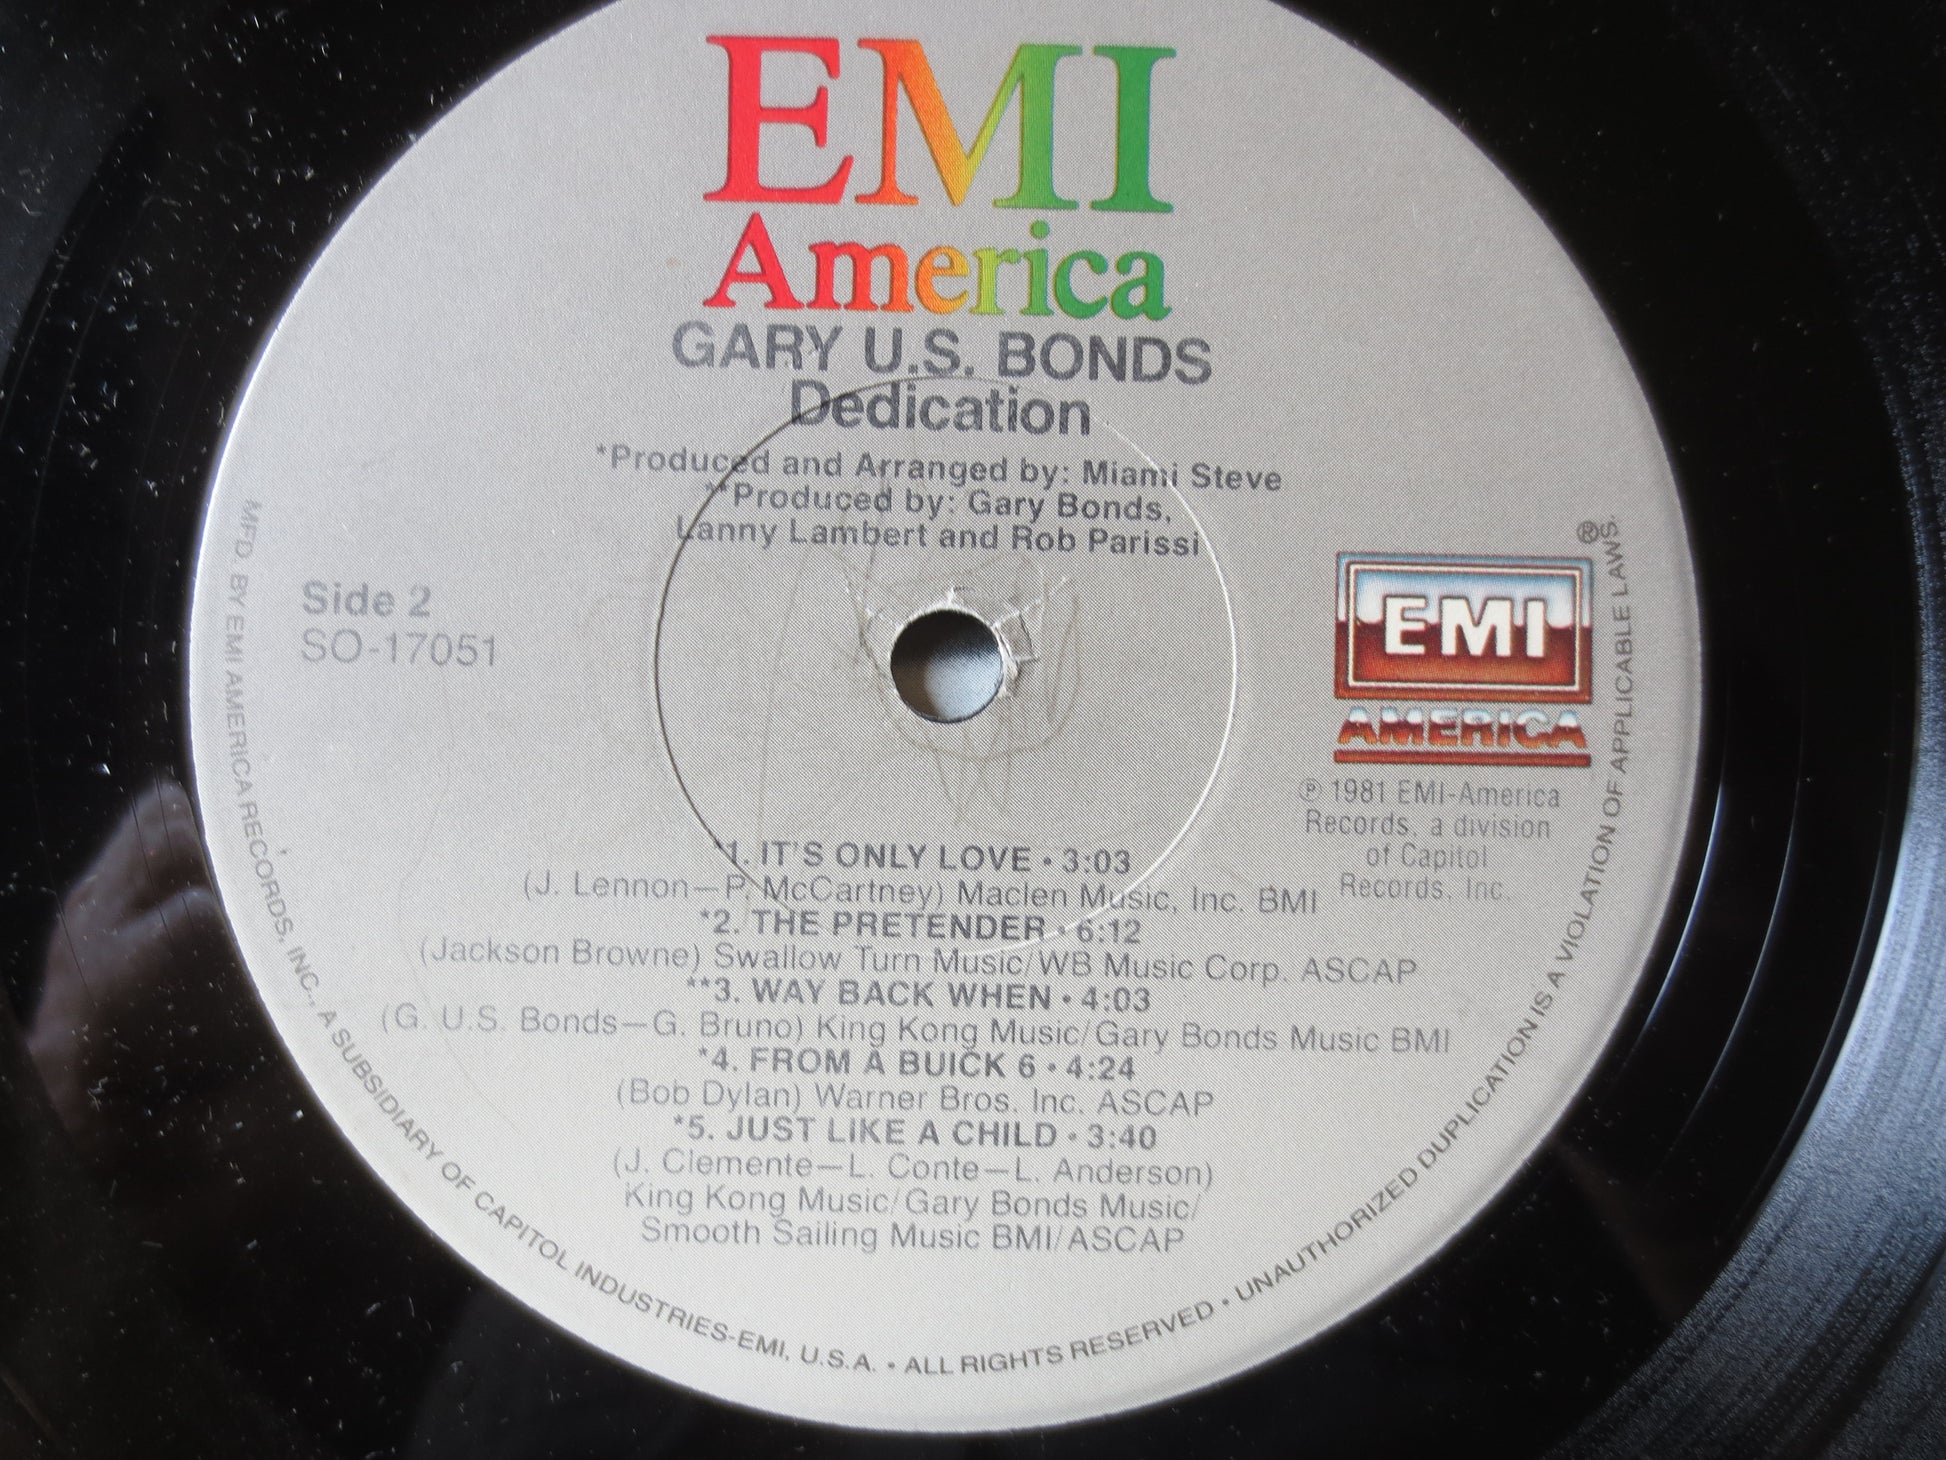 EMI
America
GARY U.S. BONDS
Dedication
*Produced and Arranged by: Miami Steve
**Produced by: Gary Bonds,
Lanny Lambert and Rob Parissi
Side 2
SO-17051
®
EMI
AMERICA
℗ 1981 EMI-America
Records, a division
of Capitol
Records, Inc.
*1. IT'S ONLY LOVE • 3:03
(J. Lennon—P. McCartney) Maclen Music, Inc. BMI
*2. THE PRETENDER • 6:12
(Jackson Browne) Swallow Turn Music/WB Music Corp. ASCAP
**3. WAY BACK WHEN • 4:03
(G. U.S. Bonds—G. Bruno) King Kong Music/Gary Bonds Music BMI
*4. FROM A BUICK 6 • 4:24
(Bob Dylan) Warner Bros. Inc. ASCAP
*5. JUST LIKE A CHILD • 3:40
(J. Clemente—L. Conte—L. Anderson)
King Kong Music/Gary Bonds Music/
Smooth Sailing Music BMI/ASCAP
MFD. BY EMI AMERICA RECORDS, INC., A SUBSIDIARY OF CAPITOL INDUSTRIES-EMI, U.S.A. • ALL RIGHTS RESERVED • UNAUTHORIZED DUPLICATION IS A VIOLATION OF APPLICABLE LAWS.